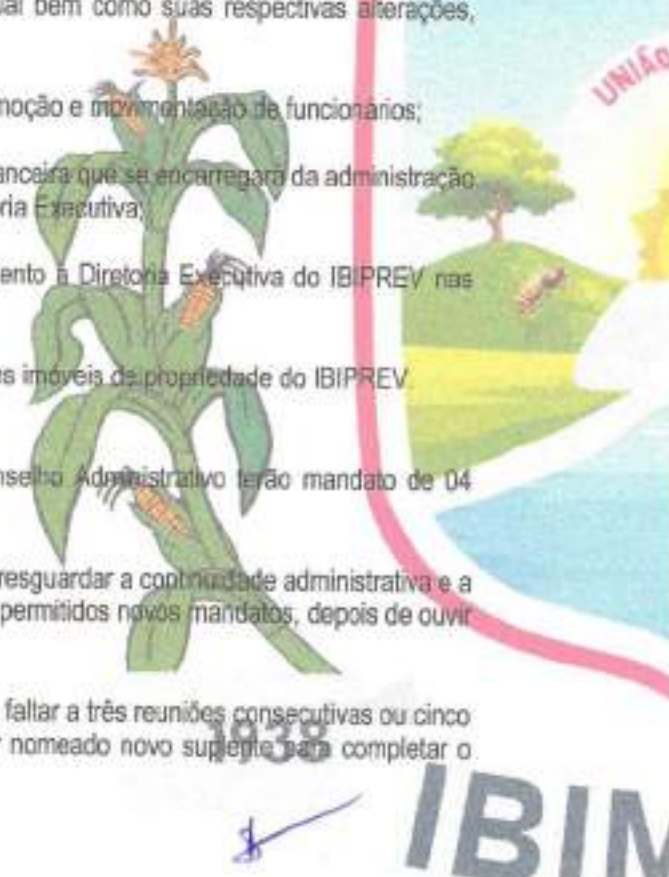 ual bem como suas respectivas alterações,
moção e movimentação de funcionários;
anceira que se encarregará da administração
ria Executiva;
ento à Diretoria Executiva do IBIPREV nas
s imóveis de propriedade do IBIPREV.
nselho Administrativo terão mandato de 04
resguardar a continuidade administrativa e a
permitidos novos mandatos, depois de ouvir
faltar a três reuniões consecutivas ou cinco
r nomeado novo suplente para completar o
UNIÃO
1938
IBIM